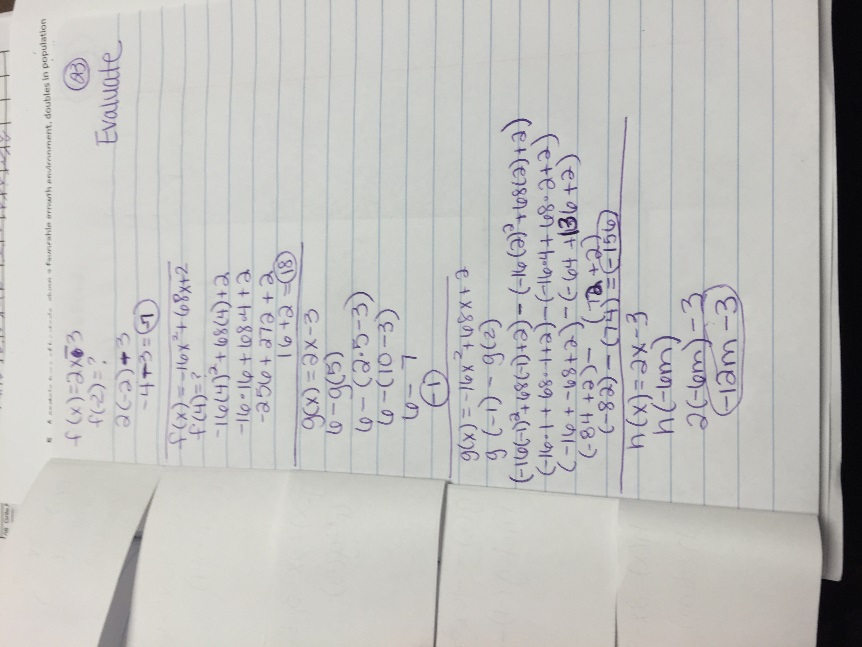 doubles in population
23
Evaluate
f(x)=2x-3
f(2)=?
2(-2)-3
-4-3=-7
f(x)=-16x²+68x+2
f(4)=?
-16(4)²+68(4)+2
-16·16+68·4+2
-256+272+2
16+2=18
g(x)=2x-3
6-g(5)
6-(2·5-3)
6-(10-3)
6-7
-1
g(x)=-16x²+68x+2
g(-1)-g(2)
(-16(-1)²+68(-1)+2)-(-16(2)²+68(2)+2)
(-16·1+68·-1+2)-(-16·4+68·2+2)
(-16+-68+2)-(-64+136+2)
(-84+2)-(72+2)
(-82)-(74)=(-156)
h(x)=2x-3
h(-6m)
2(-6m)-3
-12m-3